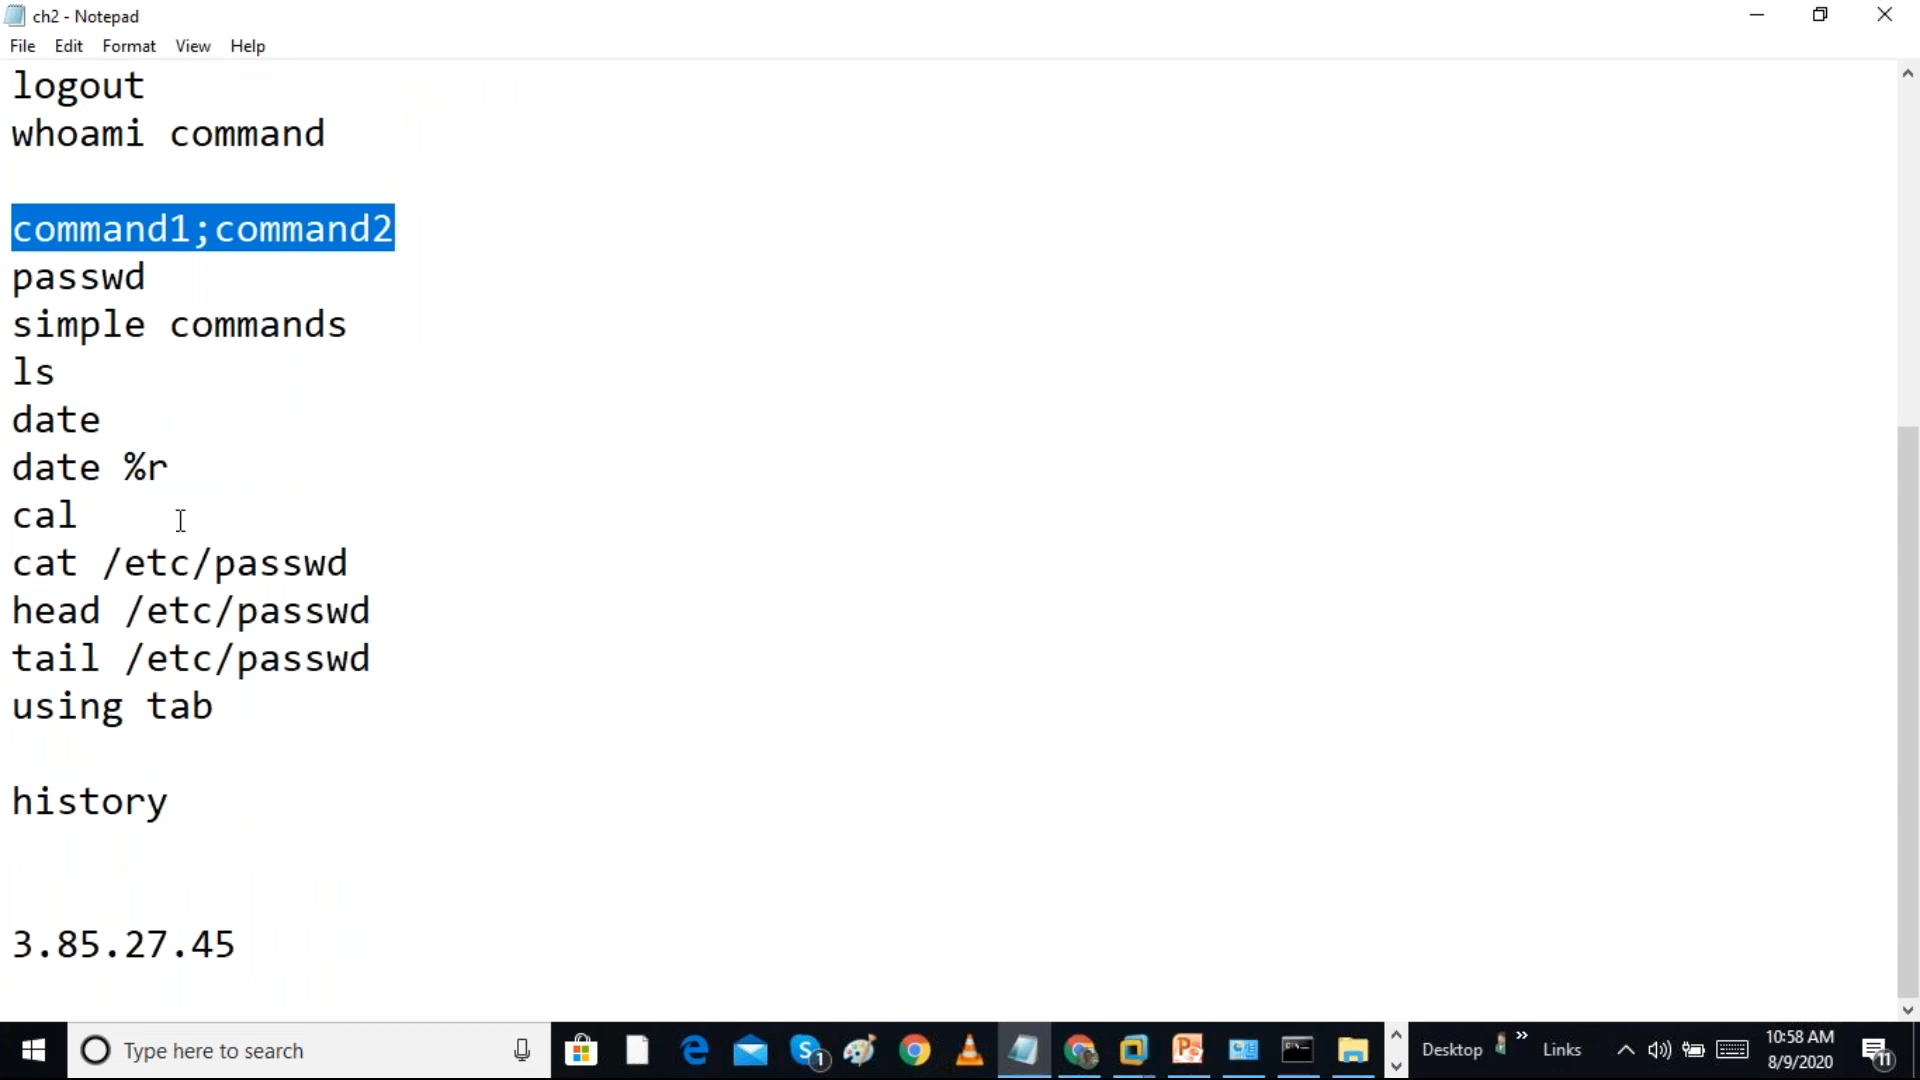 ch2 - Notepad
File Edit Format View Help
logout
whoami command
command1;command2
passwd
simple commands
ls
date
date %r
cal
cat /etc/passwd
head /etc/passwd
tail /etc/passwd
using tab
history
3.85.27.45
Type here to search
1
Desktop
Links
10:58 AM
8/9/2020
11